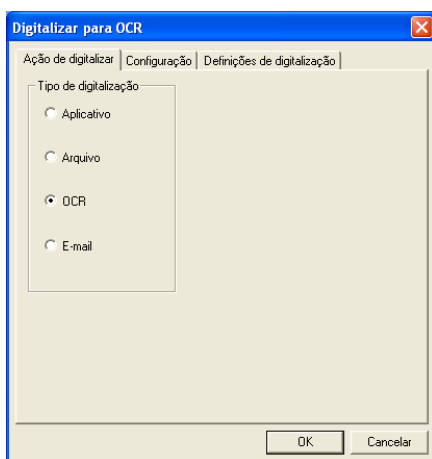 Digitalizar para OCR
Ação de digitalizar Configuração Definições de digitalização
Tipo de digitalização
Aplicativo
Arquivo
OCR
E-mail
OK Cancelar